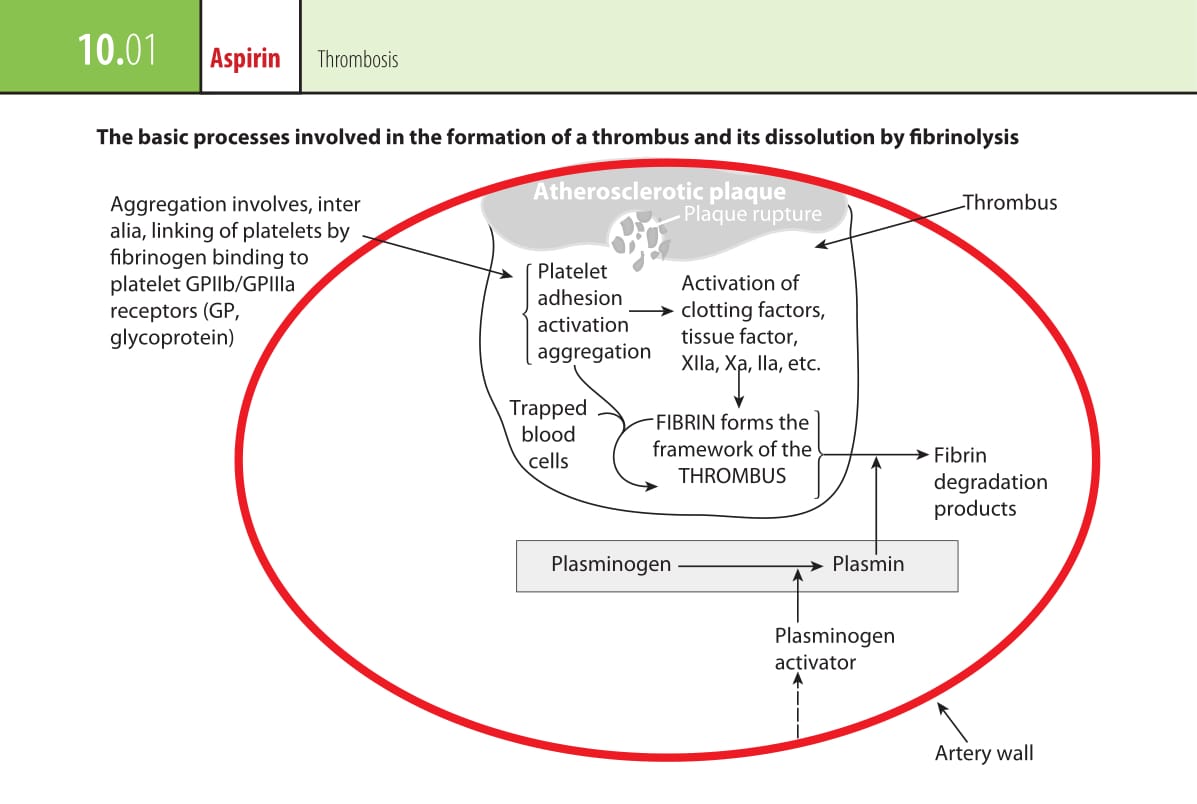 10.01
Aspirin
Thrombosis
The basic processes involved in the formation of a thrombus and its dissolution by fibrinolysis
Aggregation involves, inter
alia, linking of platelets by
fibrinogen binding to
platelet GPIIb/GPIIIa
receptors (GP,
glycoprotein)
Atherosclerotic plaque
Plaque rupture
Thrombus
Platelet
adhesion
activation
aggregation
Activation of
clotting factors,
tissue factor,
XIIa, Xa, IIa, etc.
Trapped
blood
cells
FIBRIN forms the
framework of the
THROMBUS
Fibrin
degradation
products
Plasminogen
Plasmin
Plasminogen
activator
Artery wall